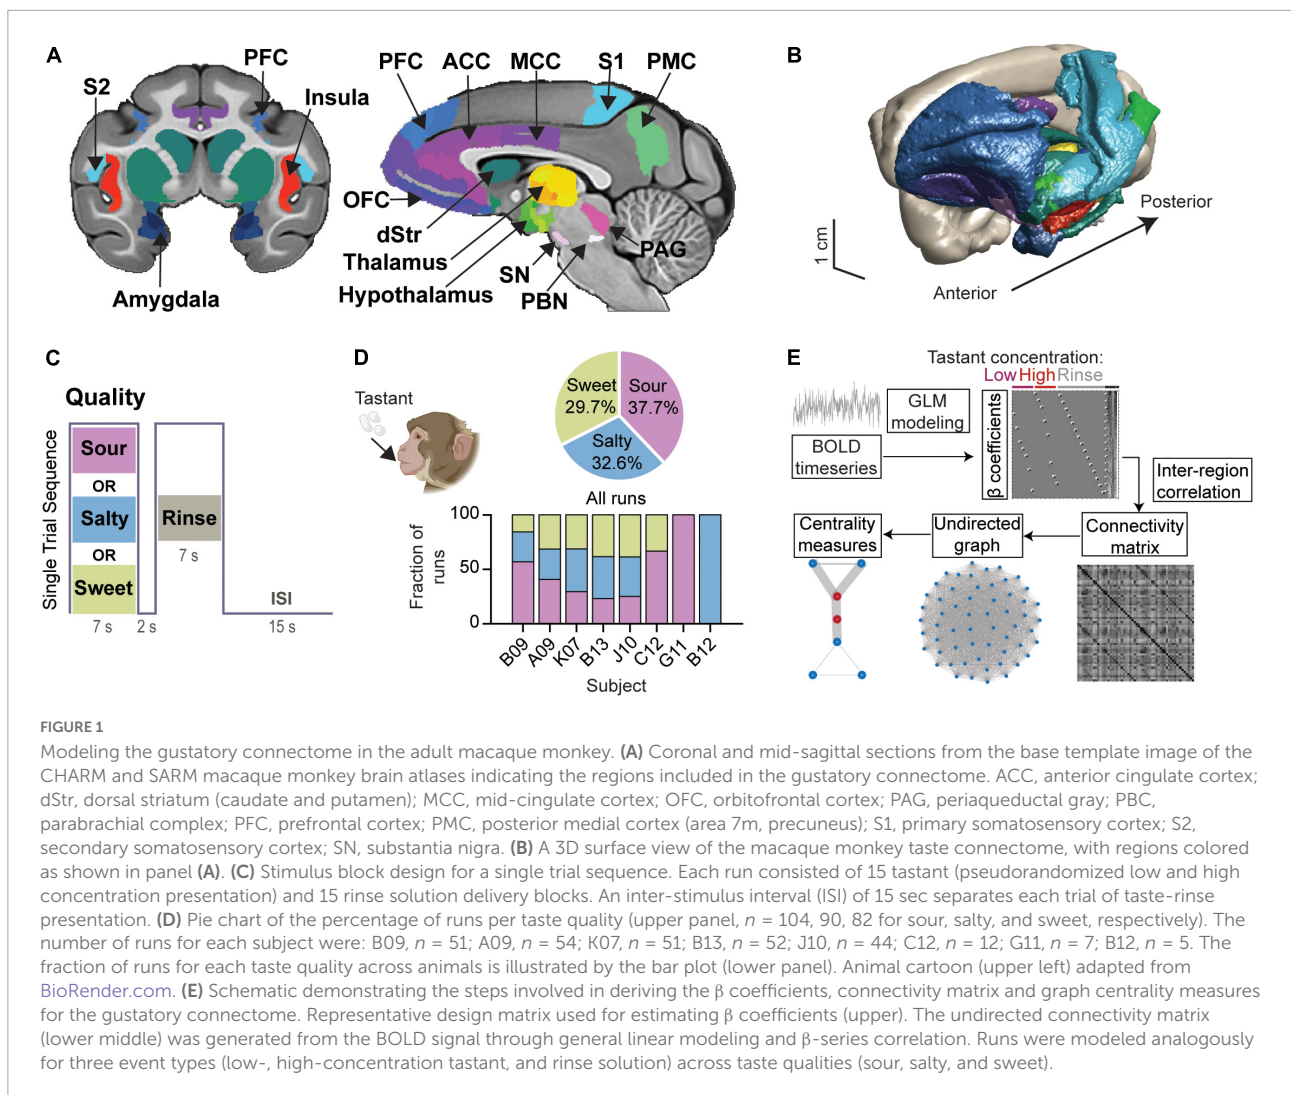 A
S2
PFC
Insula
Amygdala
PFC
ACC
MCC
S1
PMC
OFC
dStr
Thalamus
Hypothalamus
SN
PBN
PAG
B
1 cm
Anterior
Posterior
C
Quality
Single Trial Sequence
Sour
OR
Salty
OR
Sweet
Rinse
7 s
ISI
7 s
2 s
15 s
D
Tastant
Sweet
29.7%
Sour
37.7%
Salty
32.6%
All runs
Fraction of
runs
100
50
0
B09
A09
K07
B13
J10
C12
G11
B12
Subject
E
Tastant concentration:
Low High Rinse
GLM
modeling
BOLD
timeseries
β coefficients
Inter-region
correlation
Centrality
measures
Undirected
graph
Connectivity
matrix
FIGURE 1
Modeling the gustatory connectome in the adult macaque monkey. (A) Coronal and mid-sagittal sections from the base template image of the
CHARM and SARM macaque monkey brain atlases indicating the regions included in the gustatory connectome. ACC, anterior cingulate cortex;
dStr, dorsal striatum (caudate and putamen); MCC, mid-cingulate cortex; OFC, orbitofrontal cortex; PAG, periaqueductal gray; PBC,
parabrachial complex; PFC, prefrontal cortex; PMC, posterior medial cortex (area 7m, precuneus); S1, primary somatosensory cortex; S2,
secondary somatosensory cortex; SN, substantia nigra. (B) A 3D surface view of the macaque monkey taste connectome, with regions colored
as shown in panel (A). (C) Stimulus block design for a single trial sequence. Each run consisted of 15 tastant (pseudorandomized low and high
concentration presentation) and 15 rinse solution delivery blocks. An inter-stimulus interval (ISI) of 15 sec separates each trial of taste-rinse
presentation. (D) Pie chart of the percentage of runs per taste quality (upper panel, n = 104, 90, 82 for sour, salty, and sweet, respectively). The
number of runs for each subject were: B09, n = 51; A09, n = 54; K07, n = 51; B13, n = 52; J10, n = 44; C12, n = 12; G11, n = 7; B12, n = 5. The
fraction of runs for each taste quality across animals is illustrated by the bar plot (lower panel). Animal cartoon (upper left) adapted from
BioRender.com. (E) Schematic demonstrating the steps involved in deriving the β coefficients, connectivity matrix and graph centrality measures
for the gustatory connectome. Representative design matrix used for estimating β coefficients (upper). The undirected connectivity matrix
(lower middle) was generated from the BOLD signal through general linear modeling and β-series correlation. Runs were modeled analogously
for three event types (low-, high-concentration tastant, and rinse solution) across taste qualities (sour, salty, and sweet).